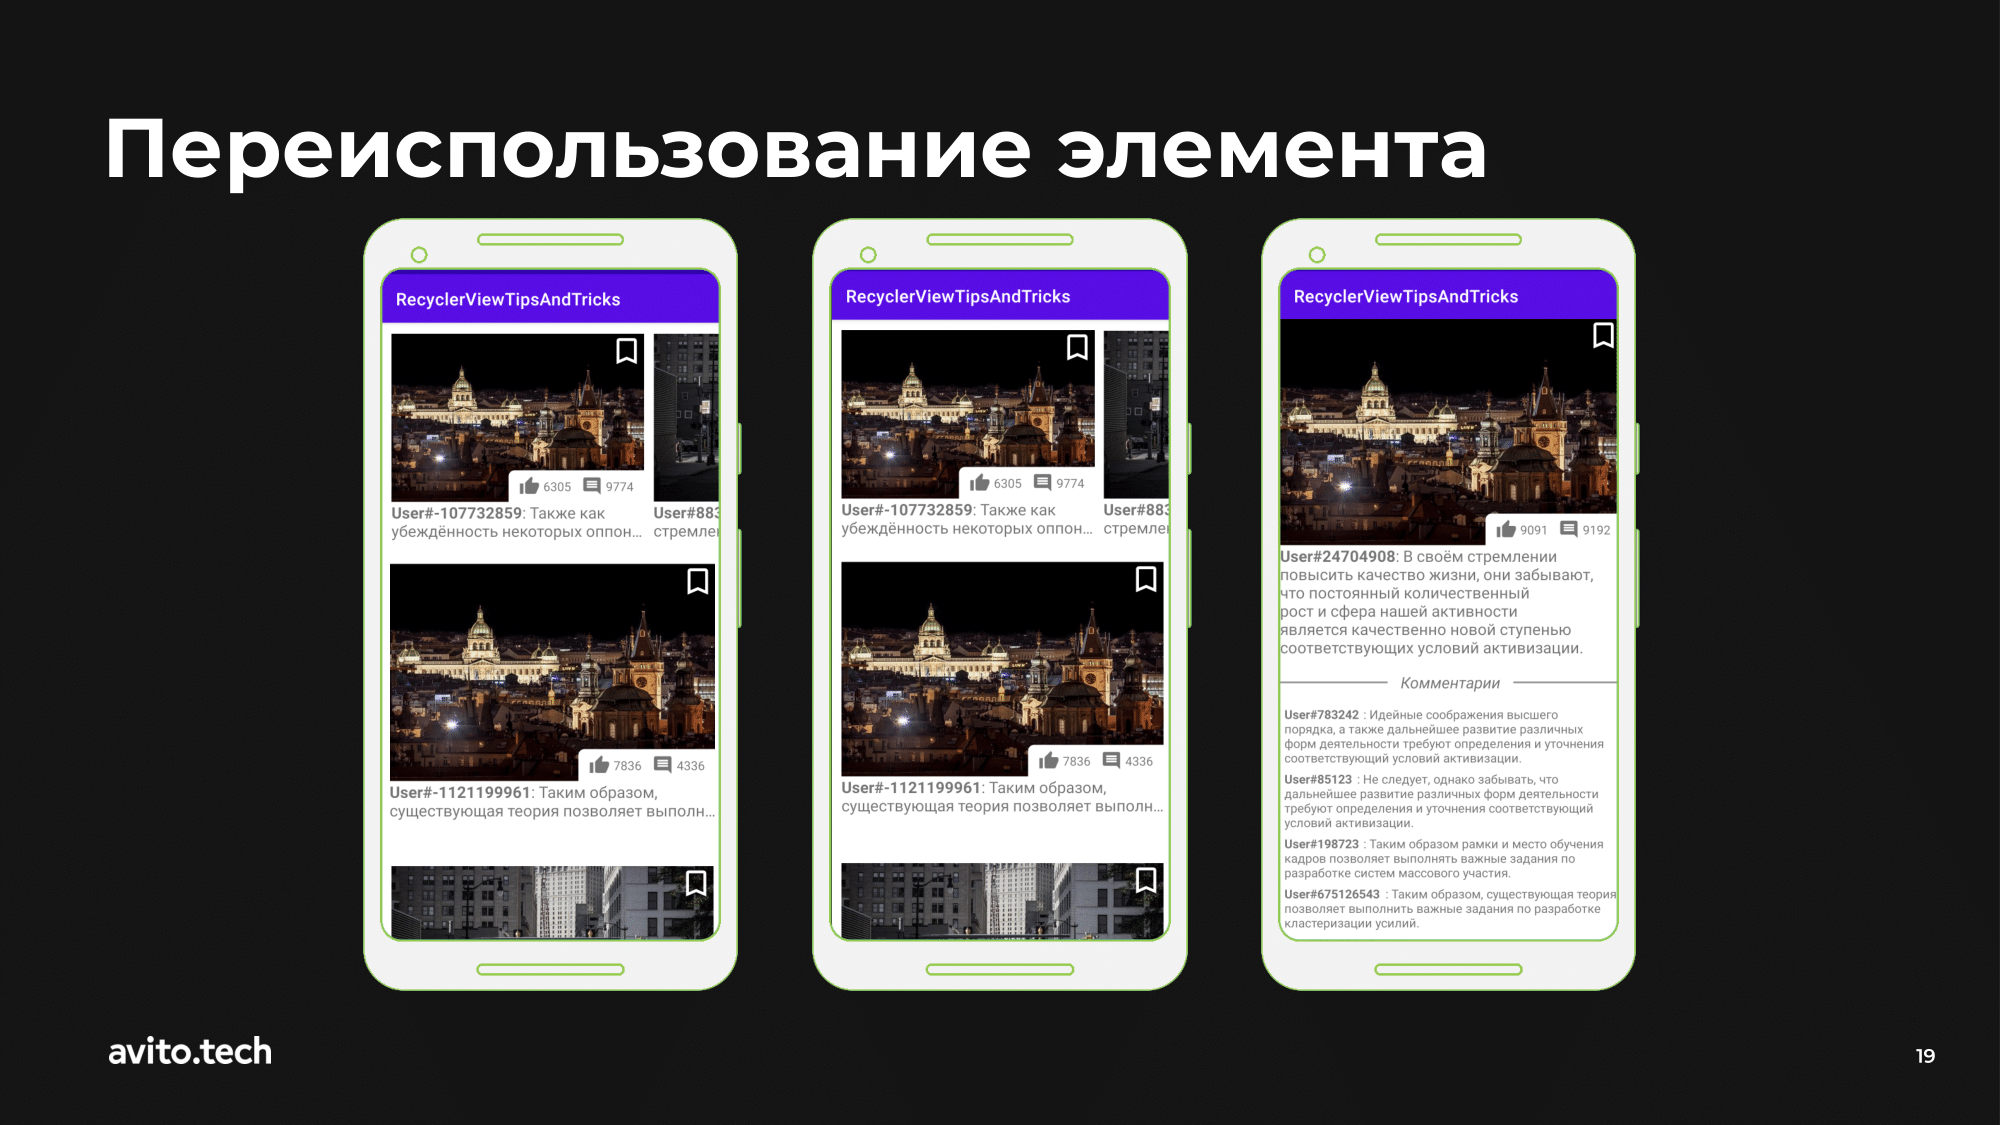 Переиспользование элемента
RecyclerViewTipsAndTricks
6305 9774
User#-107732859: Также как
убеждённость некоторых оппон...
User#883
стремлен
7836 4336
User#-1121199961: Таким образом,
существующая теория позволяет выполн...
RecyclerViewTipsAndTricks
6305 9774
User#-107732859: Также как
убеждённость некоторых оппон...
User#883
стремлен
7836 4336
User#-1121199961: Таким образом,
существующая теория позволяет выполн...
RecyclerViewTipsAndTricks
9091 9192
User#24704908: В своём стремлении
повысить качество жизни, они забывают,
что постоянный количественный
рост и сфера нашей активности
является качественно новой ступенью
соответствующих условий активизации.
Комментарии
User#783242 : Идейные соображения высшего
порядка, а также дальнейшее развитие различных
форм деятельности требуют определения и уточнения
соответствующий условий активизации.
User#85123 : Не следует, однако забывать, что
дальнейшее развитие различных форм деятельности
требуют определения и уточнения соответствующий
условий активизации.
User#198723 : Таким образом рамки и место обучения
кадров позволяет выполнять важные задания по
разработке систем массового участия.
User#675126543 : Таким образом, существующая теория
позволяет выполнить важные задания по разработке
кластеризации усилий.
avito.tech
19